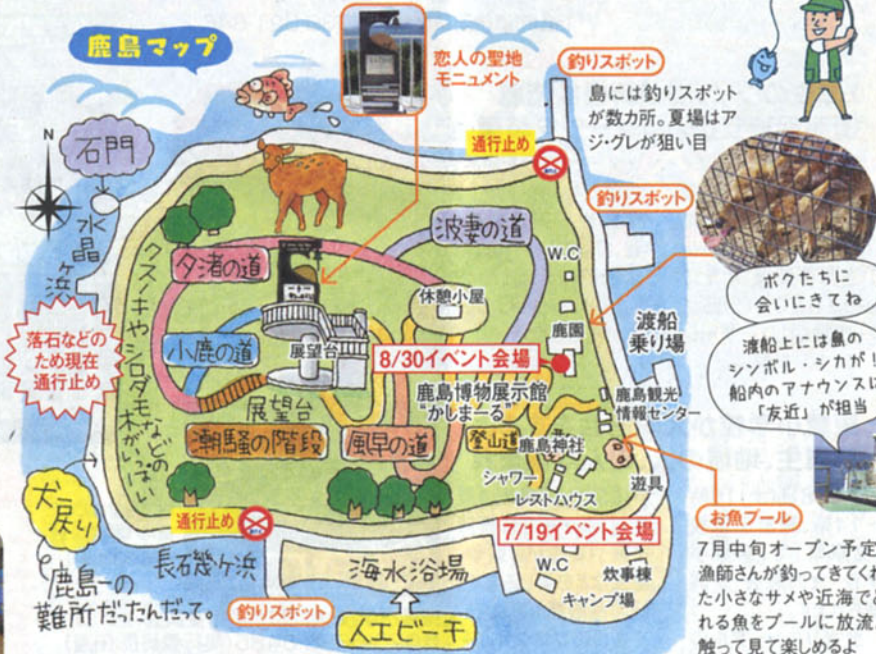 鹿島マップ
恋人の聖地
モニュメント
釣りスポット
島には釣りスポット
が数カ所。夏場はア
ジ・グレが狙い目
通行止め
N
石門
水晶ヶ浜
釣りスポット
波妻の道
夕渚の道
W.C
休憩小屋
鹿園
渡船
乗り場
ボクたちに
会いにきてね
落石などの
ため現在
通行止め
クスノキやシロダモなどの
木がいっぱい
小鹿の道
展望台
8/30イベント会場
渡船上には島の
シンボル・シカが!
船内のアナウンスは
「友近」が担当
鹿島博物展示館
"かしまーる"
鹿島観光
情報センター
展望台
潮騒の階段
風早の道
登山道
鹿島神社
シャワー
レストハウス
遊具
お魚プール
犬戻り
通行止め
7/19イベント会場
7月中旬オープン予定
漁師さんが釣ってきてくれ
た小さなサメや近海でと
れる魚をプールに放流。
触って見て楽しめるよ
長石磯ヶ浜
海水浴場
W.C
炊事棟
キャンプ場
鹿島一の
難所だったんだって。
釣りスポット
人工ビーチ